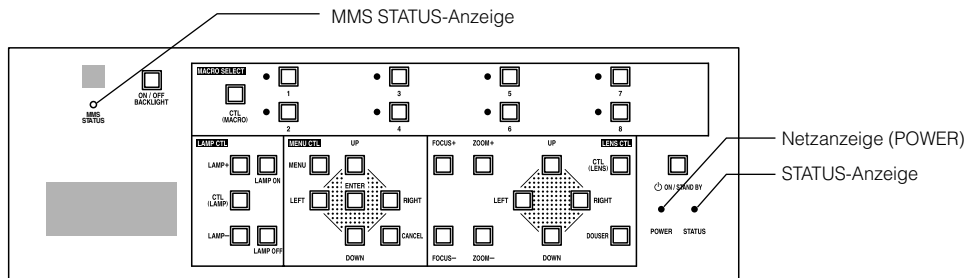 MMS STATUS-Anzeige
MMS
STATUS
ON / OFF
BACKLIGHT
MACRO SELECT
CTL
(MACRO)
1
3
5
7
2
4
6
8
LAMP CTL
LAMP+
LAMP ON
CTL
(LAMP)
LAMP–
LAMP OFF
MENU CTL
UP
MENU
ENTER
LEFT
RIGHT
CANCEL
DOWN
FOCUS+
ZOOM+
UP
LENS CTL
CTL
(LENS)
LEFT
RIGHT
DOUSER
FOCUS–
ZOOM–
DOWN
ON / STAND BY
POWER
STATUS
Netzanzeige (POWER)
STATUS-Anzeige